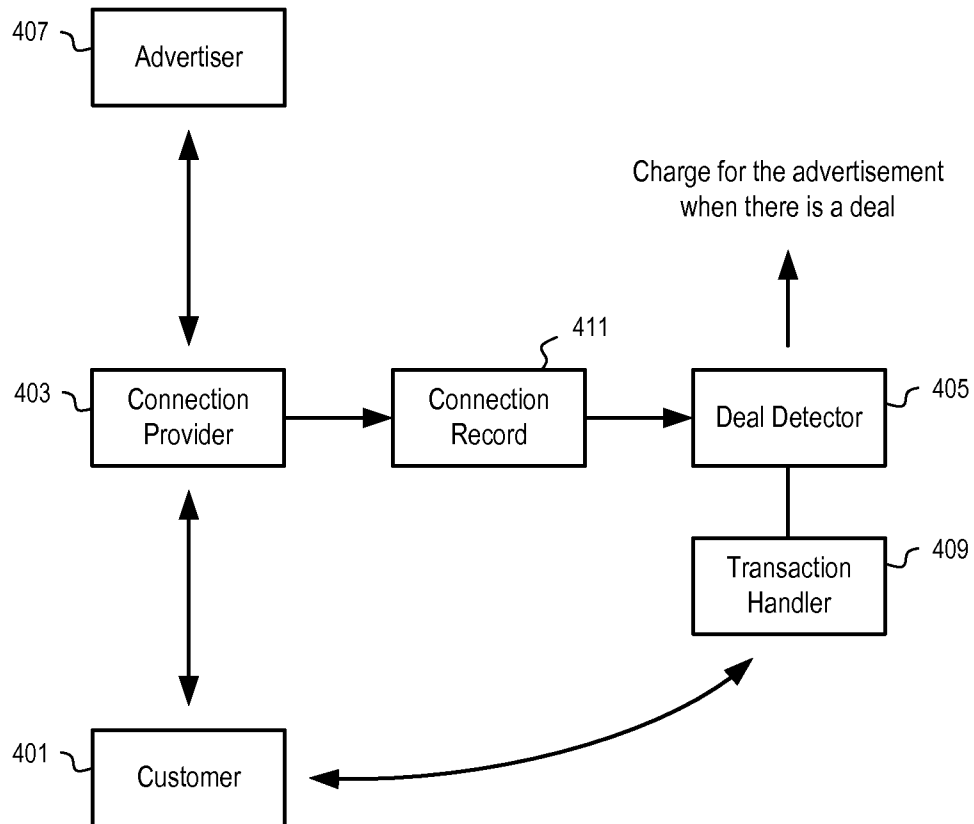 407
Advertiser
Charge for the advertisement
when there is a deal
411
403
Connection
Provider
Connection
Record
Deal Detector
405
Transaction
Handler
409
401
Customer